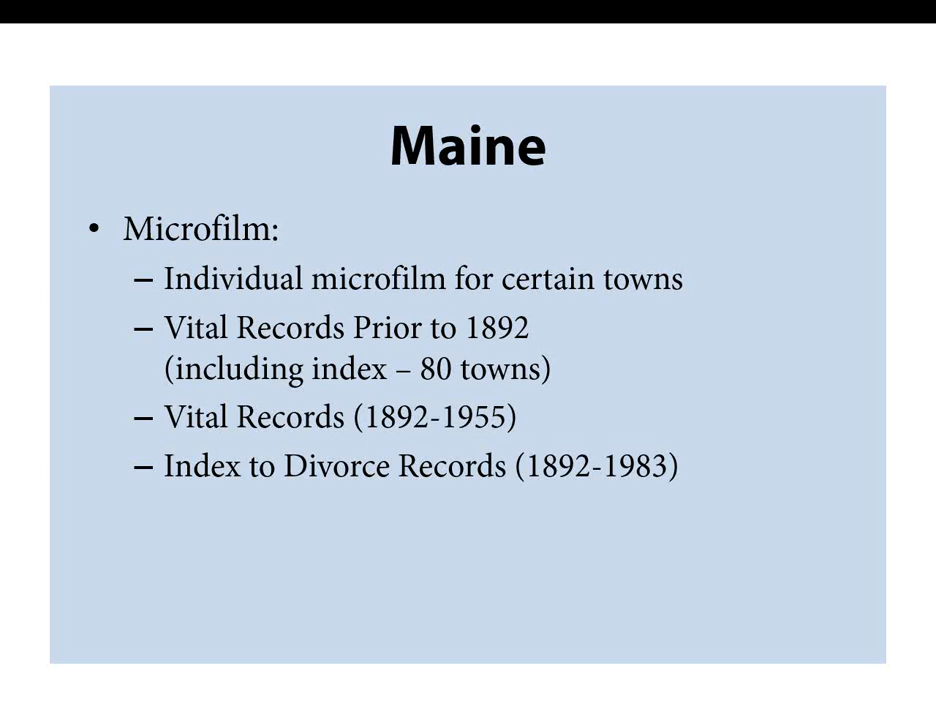 Maine
• Microfilm:
– Individual microfilm for certain towns
– Vital Records Prior to 1892
(including index – 80 towns)
– Vital Records (1892-1955)
– Index to Divorce Records (1892-1983)